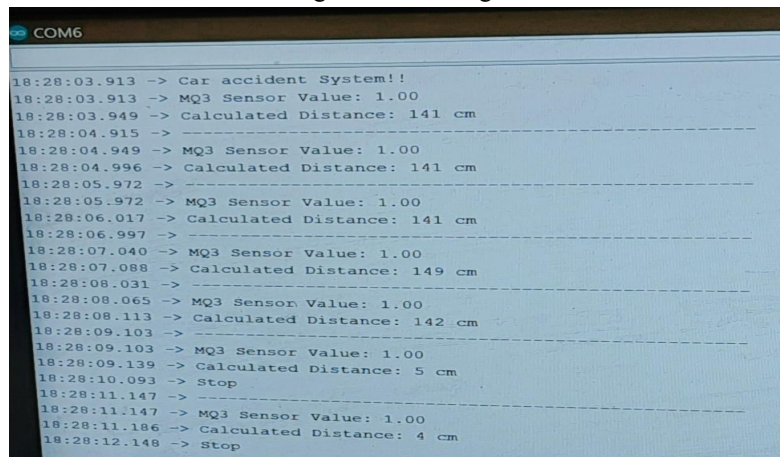 COM6
18:28:03.913 -> Car accident System!!
18:28:03.913 -> MQ3 Sensor Value: 1.00
18:28:03.949 -> Calculated Distance: 141 cm
18:28:04.915 -> ------------------------------------------------------------
18:28:04.949 -> MQ3 Sensor Value: 1.00
18:28:04.996 -> Calculated Distance: 141 cm
18:28:05.972 -> ------------------------------------------------------------
18:28:05.972 -> MQ3 Sensor Value: 1.00
18:28:06.017 -> Calculated Distance: 141 cm
18:28:06.997 -> ------------------------------------------------------------
18:28:07.040 -> MQ3 Sensor Value: 1.00
18:28:07.088 -> Calculated Distance: 149 cm
18:28:08.031 -> ------------------------------------------------------------
18:28:08.065 -> MQ3 Sensor Value: 1.00
18:28:08.113 -> Calculated Distance: 142 cm
18:28:09.103 -> ------------------------------------------------------------
18:28:09.103 -> MQ3 Sensor Value: 1.00
18:28:09.139 -> Calculated Distance: 5 cm
18:28:10.093 -> Stop
18:28:11.147 -> ------------------------------------------------------------
18:28:11.147 -> MQ3 Sensor Value: 1.00
18:28:11.186 -> Calculated Distance: 4 cm
18:28:12.148 -> Stop